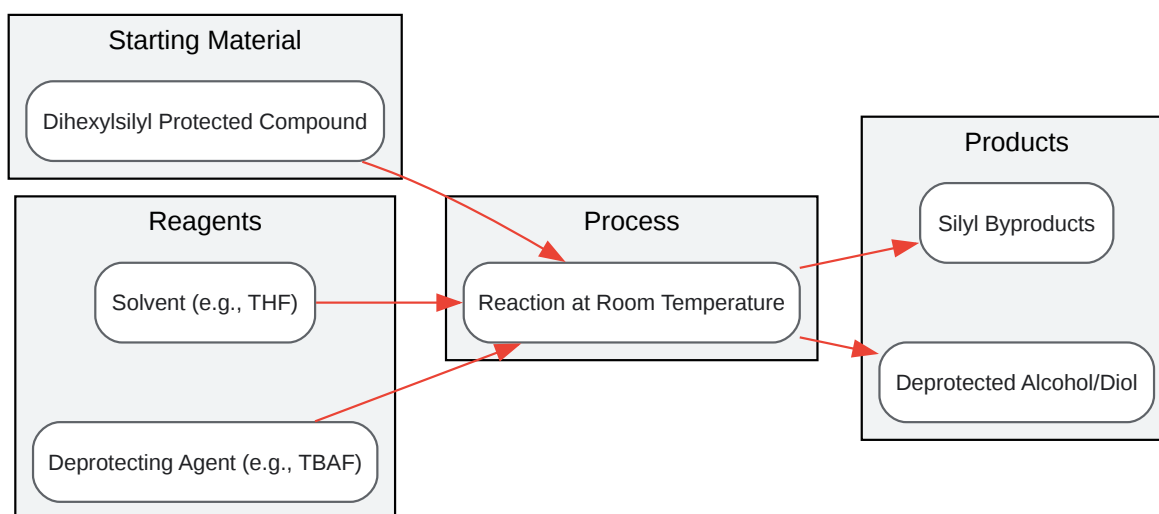 Starting Material
Dihexylsilyl Protected Compound
Reagents
Solvent (e.g., THF)
Deprotecting Agent (e.g., TBAF)
Process
Reaction at Room Temperature
Products
Silyl Byproducts
Deprotected Alcohol/Diol